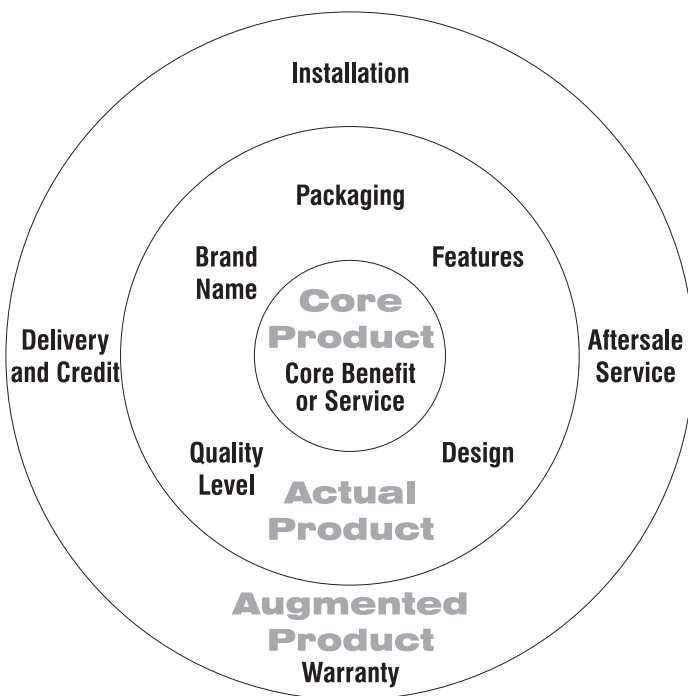 Installation
Packaging
Brand
Name
Features
Core
Product
Core Benefit
or Service
Delivery
and Credit
Aftersale
Service
Quality
Level
Design
Actual
Product
Augmented
Product
Warranty